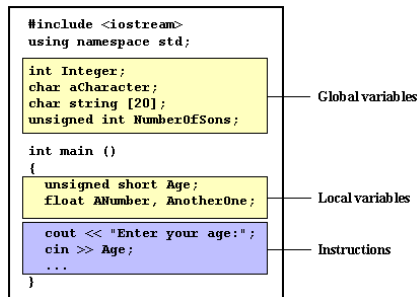 #include <iostream>
using namespace std;
int Integer;
char aCharacter;
char string [20];
unsigned int NumberOfSons;
Global variables
int main ()
{
unsigned short Age;
float ANumber, AnotherOne;
Local variables
cout << "Enter your age:";
cin >> Age;
...
Instructions
}